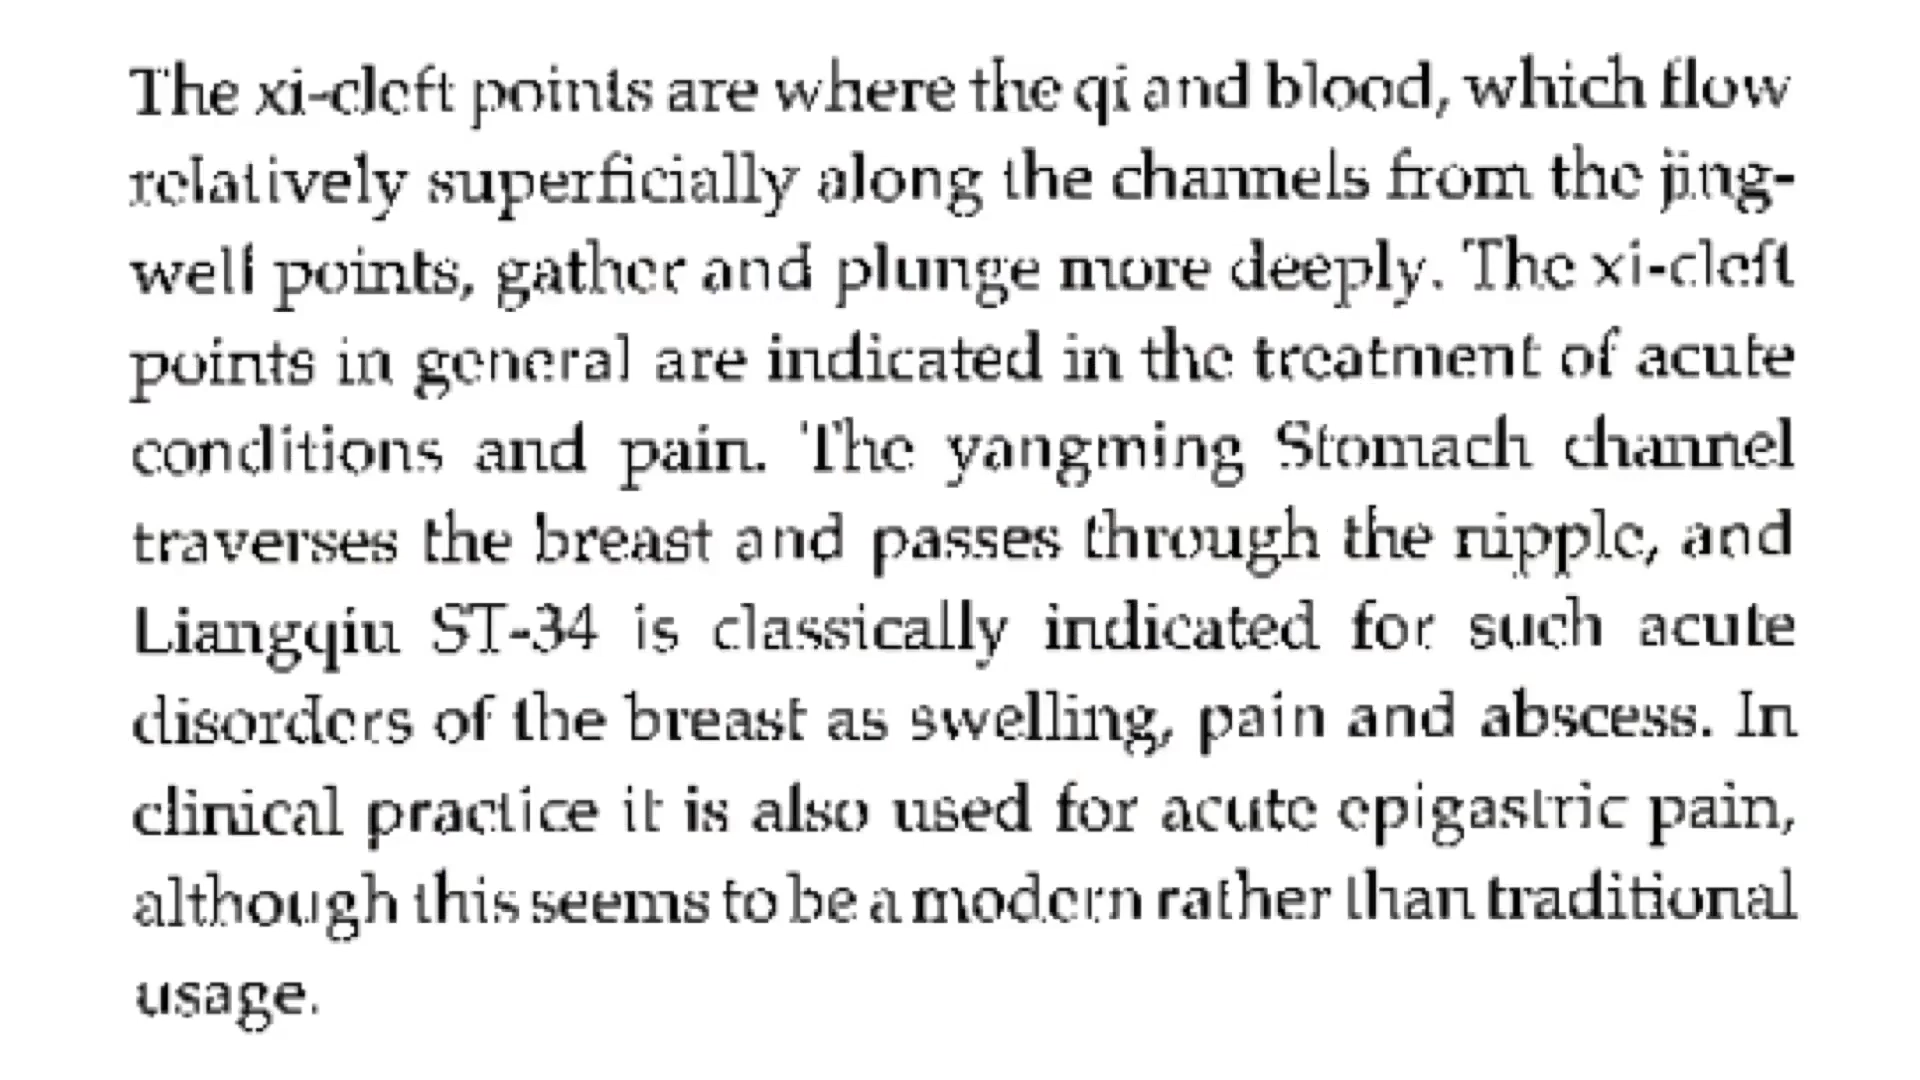 The xi-cleft points are where the qi and blood, which flow
relatively superficially along the channels from the jing-
well points, gather and plunge more deeply. The xi-cleft
points in general are indicated in the treatment of acute
conditions and pain. The yangming Stomach channel
traverses the breast and passes through the nipple, and
Liangqiu ST-34 is classically indicated for such acute
disorders of the breast as swelling, pain and abscess. In
clinical practice it is also used for acute epigastric pain,
although this seems to be a modern rather than traditional
usage.